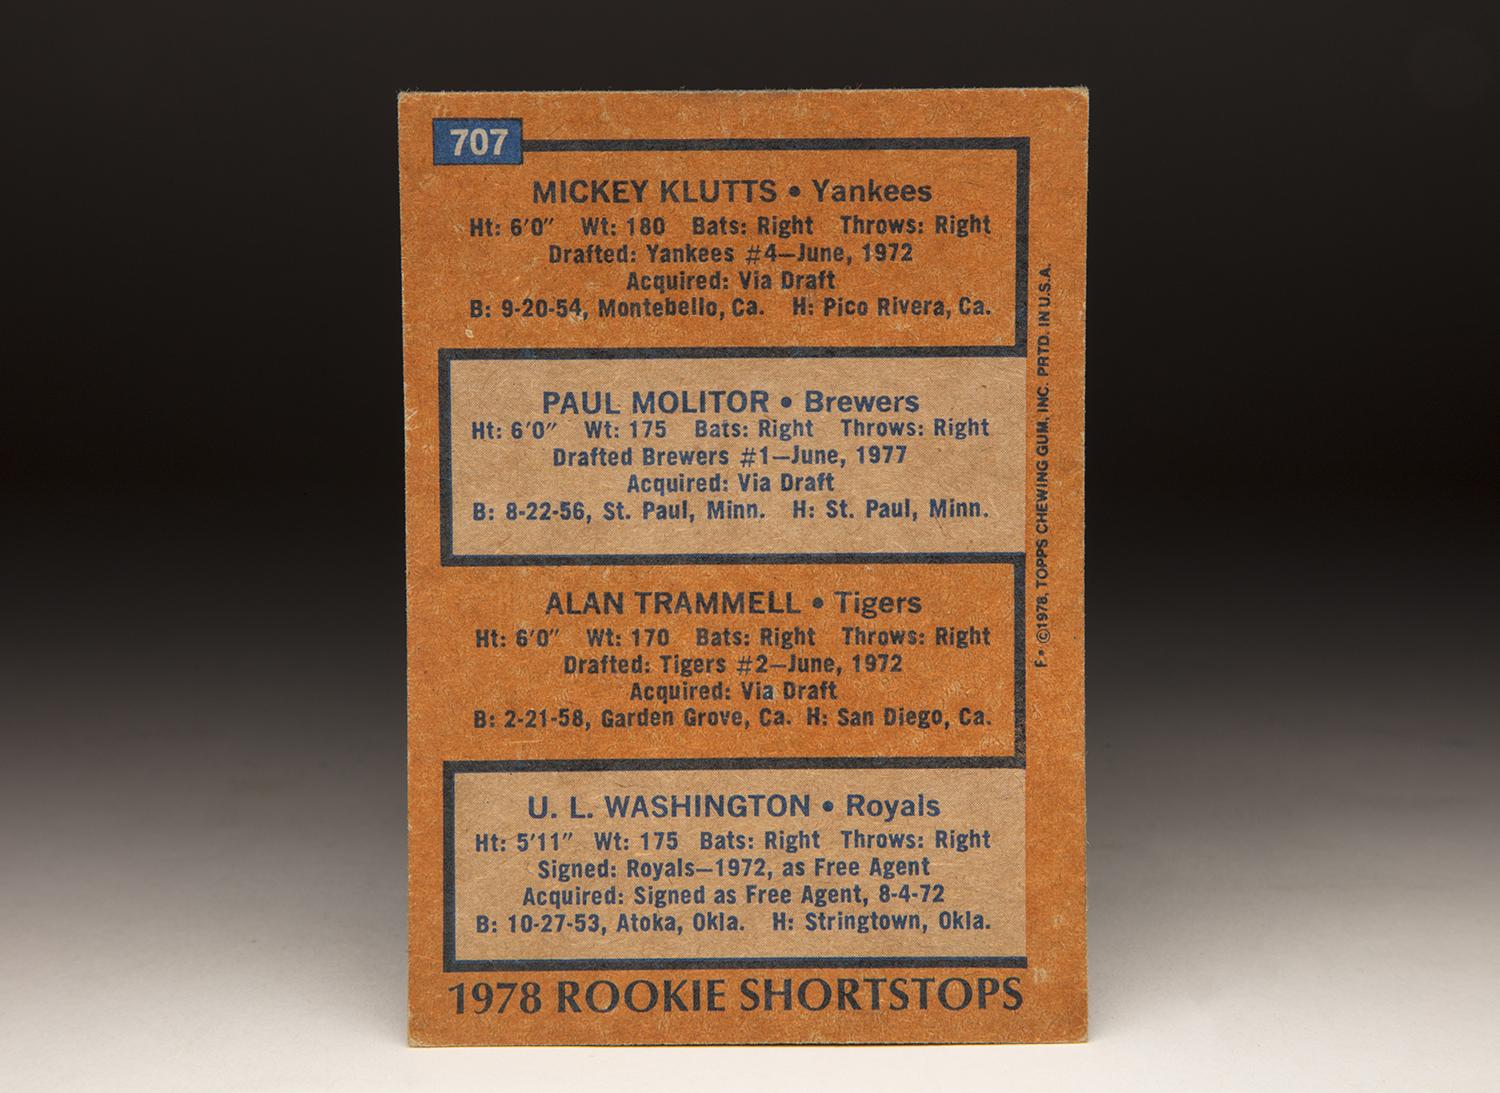 707
MICKEY KLUTTS • Yankees
Ht: 6'0" Wt: 180 Bats: Right Throws: Right
Drafted: Yankees #4—June, 1972
Acquired: Via Draft
B: 9-20-54, Montebello, Ca. H: Pico Rivera, Ca.
PAUL MOLITOR • Brewers
Ht: 6'0" Wt: 175 Bats: Right Throws: Right
Drafted Brewers #1—June, 1977
Acquired: Via Draft
B: 8-22-56, St. Paul, Minn. H: St. Paul, Minn.
ALAN TRAMMELL • Tigers
Ht: 6'0" Wt: 170 Bats: Right Throws: Right
Drafted: Tigers #2—June, 1972
Acquired: Via Draft
B: 2-21-58, Garden Grove, Ca. H: San Diego, Ca.
U. L. WASHINGTON • Royals
Ht: 5'11" Wt: 175 Bats: Right Throws: Right
Signed: Royals—1972, as Free Agent
Acquired: Signed as Free Agent, 8-4-72
B: 10-27-53, Atoka, Okla. H: Stringtown, Okla.
1978 ROOKIE SHORTSTOPS
F* ©1978, TOPPS CHEWING GUM, INC. PRTD. IN U.S.A.